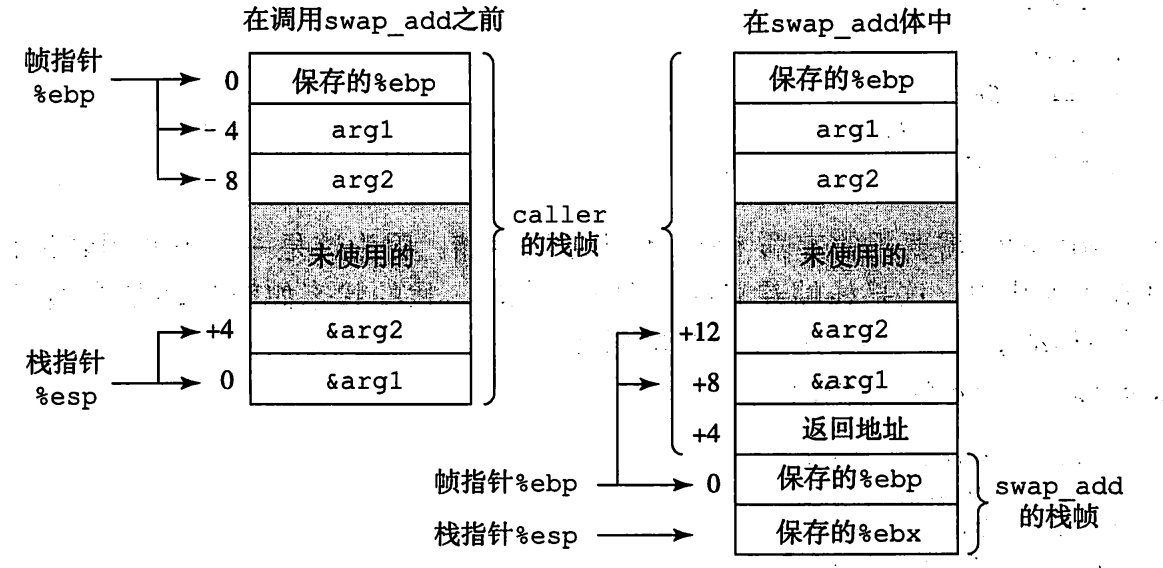 在调用swap_add之前
帧指针
%ebp
0
保存的%ebp
- 4
arg1
- 8
arg2
未使用的
caller
的栈帧
+4
&arg2
栈指针
%esp
0
&arg1
在swap_add体中
保存的%ebp
arg1
arg2
未使用的
+12
&arg2
+8
&arg1
+4
返回地址
帧指针%ebp
0
保存的%ebp
栈指针%esp
保存的%ebx
swap_add
的栈帧